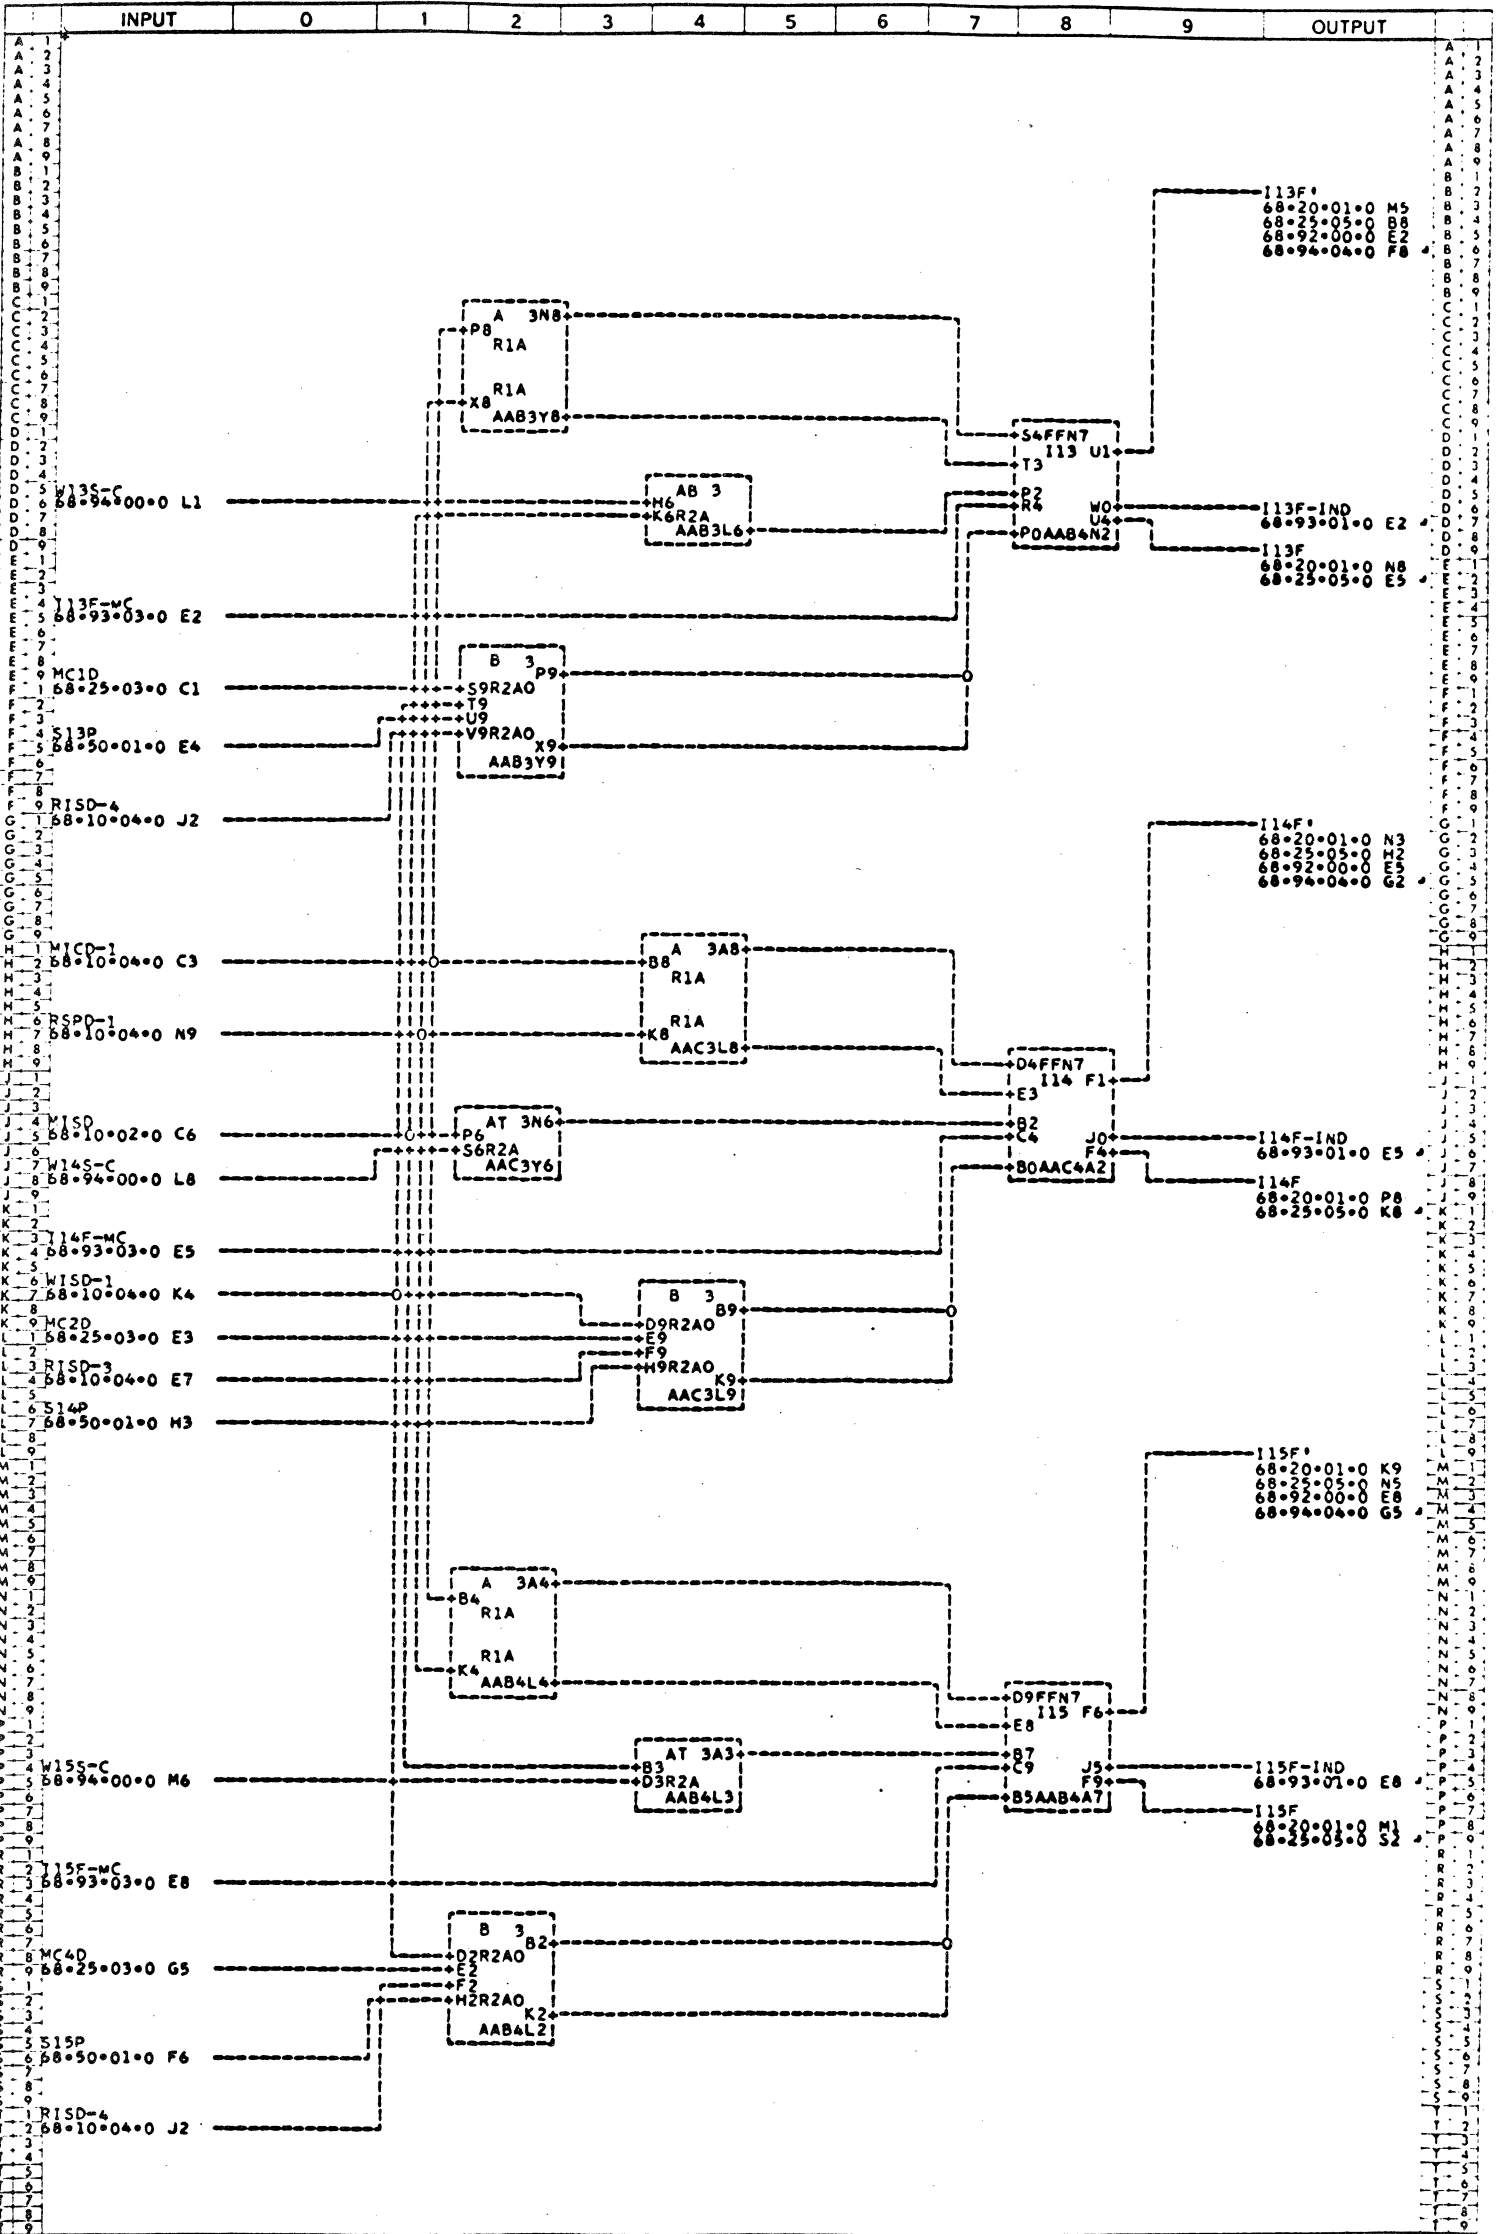 INPUT 0 1 2 3 4 5 6 7 8 9 OUTPUT
I13F'
68•20•01•0 M5
68•25•05•0 B8
68•92•00•0 E2
68•94•04•0 F8
A 3N8
P8
R1A
R1A
X8
AAB3Y8
S4FFN7
I13 U1
T3
W13S-C
68•94•00•0 L1
AB 3
H6
K6R2A
AAB3L6
P2
R4 W0
U4
P0AAB4N2
I13F-IND
68•93•01•0 E2
I13F
68•20•01•0 N8
68•25•05•0 E5
I13F-MC
68•93•03•0 E2
B 3
P9
MC1D
68•25•03•0 C1
S9R2AO
T9
U9
S13P
68•50•01•0 E4
V9R2AO
X9
AAB3Y9
RISD-4
68•10•04•0 J2
I14F'
68•20•01•0 N3
68•25•05•0 H2
68•92•00•0 E5
68•94•04•0 G2
MICD-1
68•10•04•0 C3
A 3A8
B8
R1A
RSPD-1
68•10•04•0 N9
R1A
K8
AAC3L8
D4FFN7
I14 F1
E3
MISD
68•10•02•0 C6
AT 3N6
P6
S6R2A
AAC3Y6
B2
C4 J0
F4
B0AAC4A2
I14F-IND
68•93•01•0 E5
W14S-C
68•94•00•0 L8
I14F
68•20•01•0 P8
68•25•05•0 K8
I14F-MC
68•93•03•0 E5
WISD-1
68•10•04•0 K4
B 3
B9
D9R2AO
MC2D
68•25•03•0 E3
E9
F9
RISD-3
68•10•04•0 E7
H9R2AO
K9
AAC3L9
S14P
68•50•01•0 H3
I15F'
68•20•01•0 K9
68•25•05•0 N5
68•92•00•0 E8
68•94•04•0 G5
A 3A4
B4
R1A
R1A
K4
AAB4L4
D9FFN7
I15 F6
E8
W15S-C
68•94•00•0 M6
AT 3A3
B3
D3R2A
AAB4L3
B7
C9 J5
F9
B5AAB4A7
I15F-IND
68•93•01•0 E8
I15F
68•20•01•0 M1
68•25•05•0 S2
I15F-MC
68•93•03•0 E8
B 3
B2
MC4D
68•25•03•0 G5
D2R2AO
E2
F2
H2R2AO
K2
AAB4L2
S15P
68•50•01•0 F6
RISD-4
68•10•04•0 J2